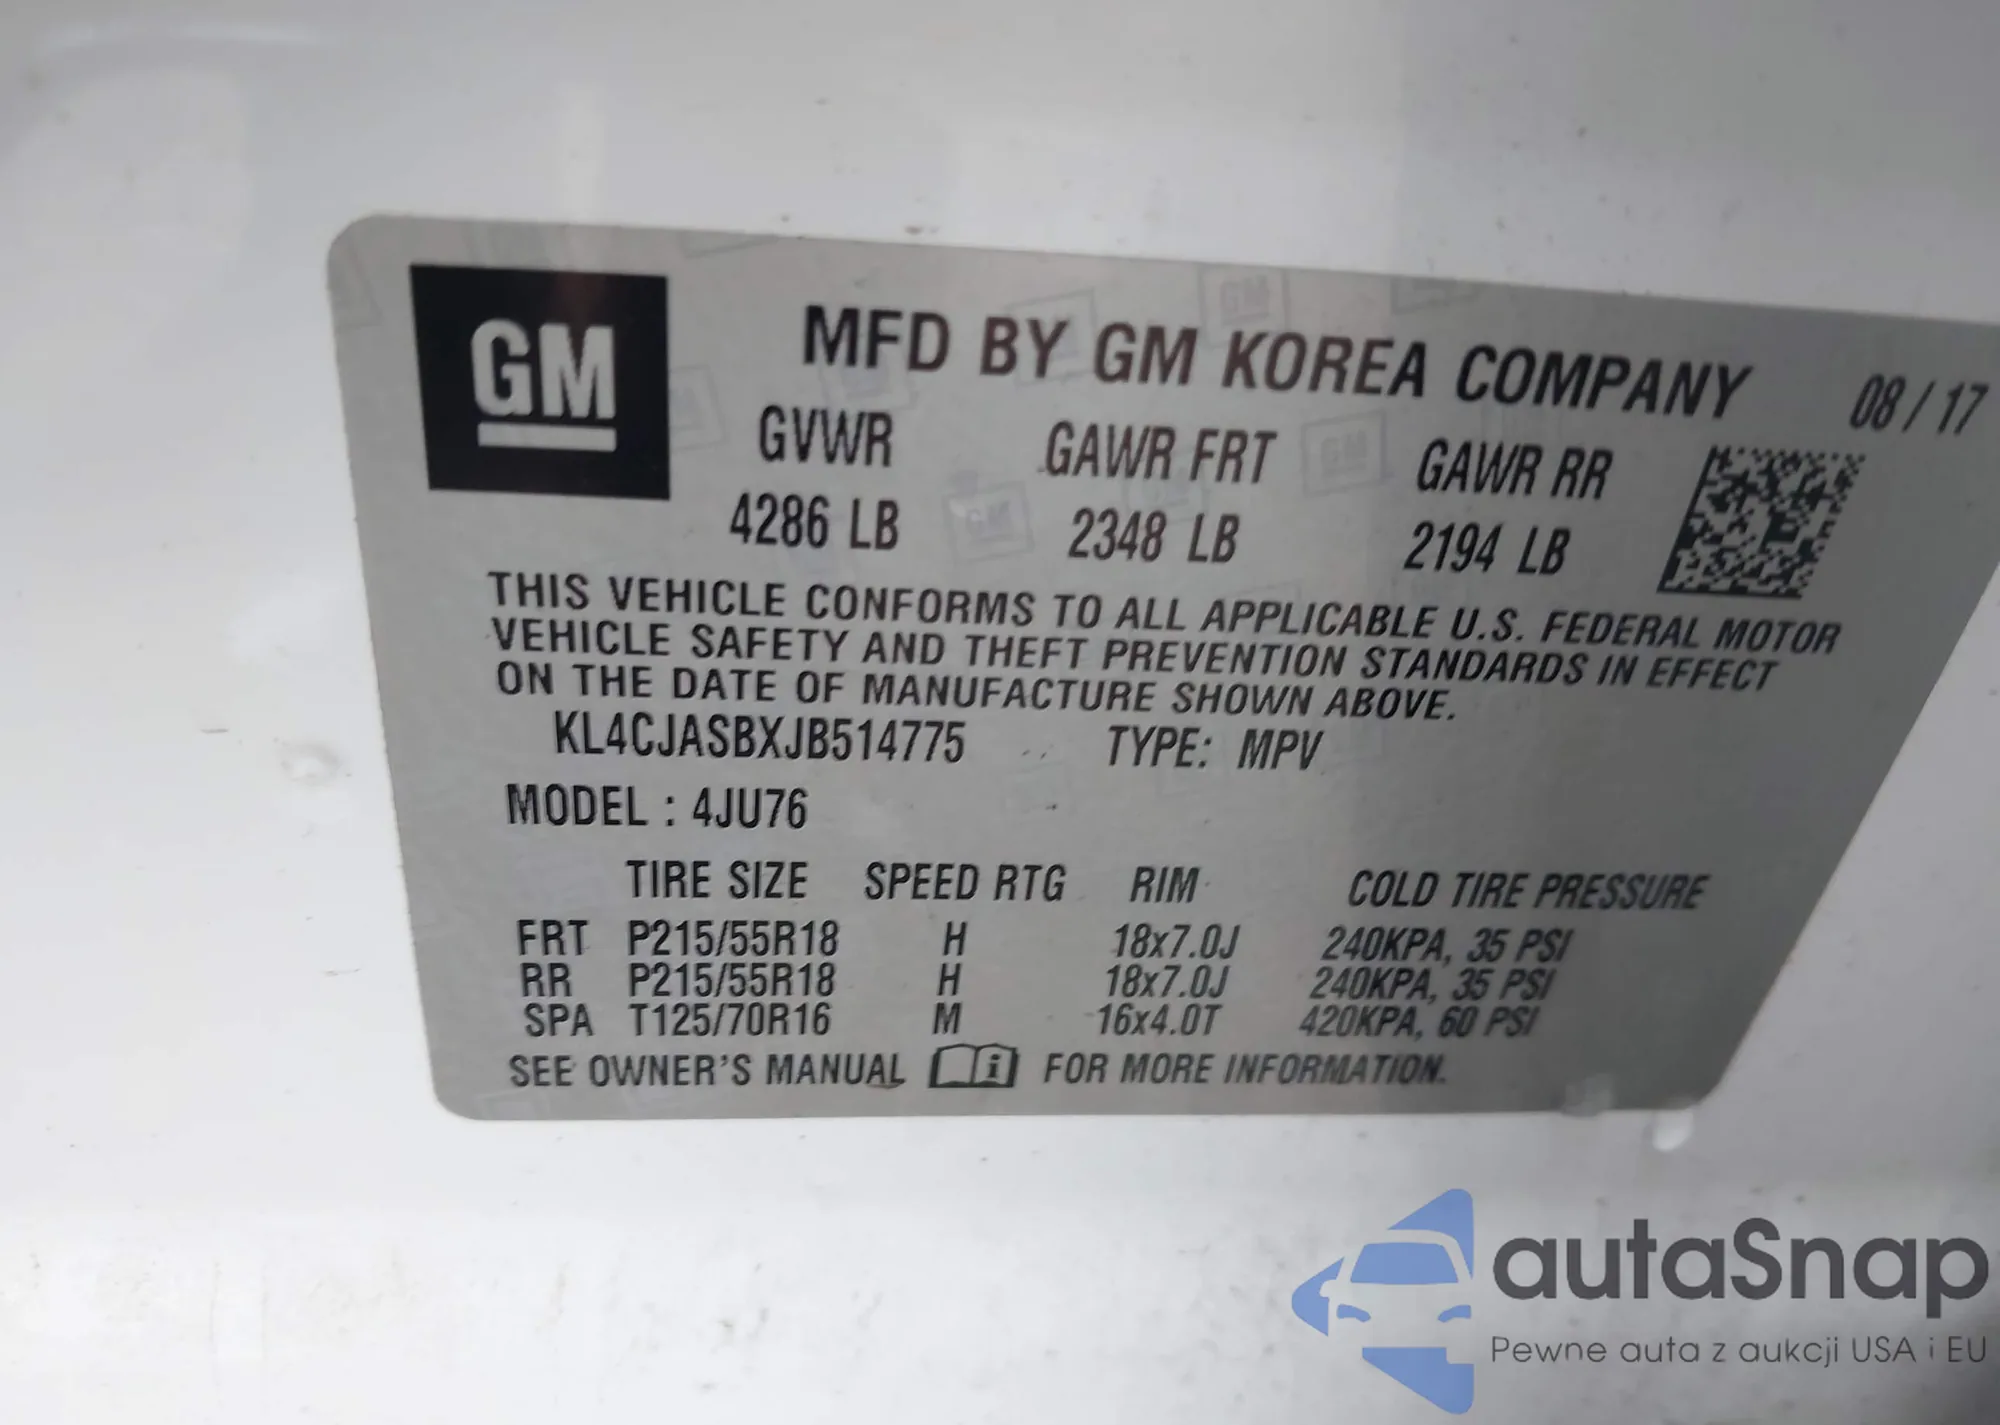 GM
MFD BY GM KOREA COMPANY 08/17
GVWR GAWR FRT GAWR RR
4286 LB 2348 LB 2194 LB
THIS VEHICLE CONFORMS TO ALL APPLICABLE U.S. FEDERAL MOTOR
VEHICLE SAFETY AND THEFT PREVENTION STANDARDS IN EFFECT
ON THE DATE OF MANUFACTURE SHOWN ABOVE.
KL4CJASBXJB514775 TYPE: MPV
MODEL : 4JU76
TIRE SIZE SPEED RTG RIM COLD TIRE PRESSURE
FRT P215/55R18 H 18x7.0J 240KPA, 35 PSI
RR P215/55R18 H 18x7.0J 240KPA, 35 PSI
SPA T125/70R16 M 16x4.0T 420KPA, 60 PSI
SEE OWNER'S MANUAL i FOR MORE INFORMATION.
autaSnap
Pewne auta z aukcji USA i EU